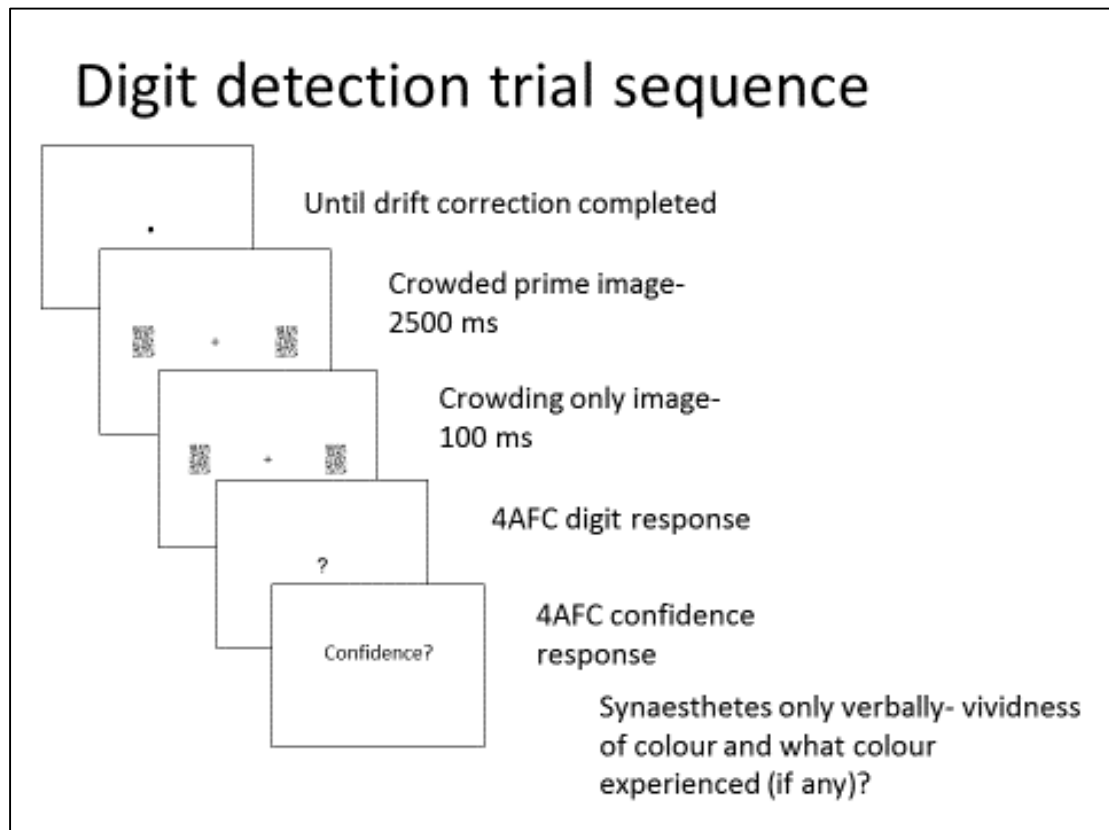 Digit detection trial sequence
Until drift correction completed
Crowded prime image-
2500 ms
Crowding only image-
100 ms
4AFC digit response
?
4AFC confidence
response
Confidence?
Synaesthetes only verbally- vividness
of colour and what colour
experienced (if any)?